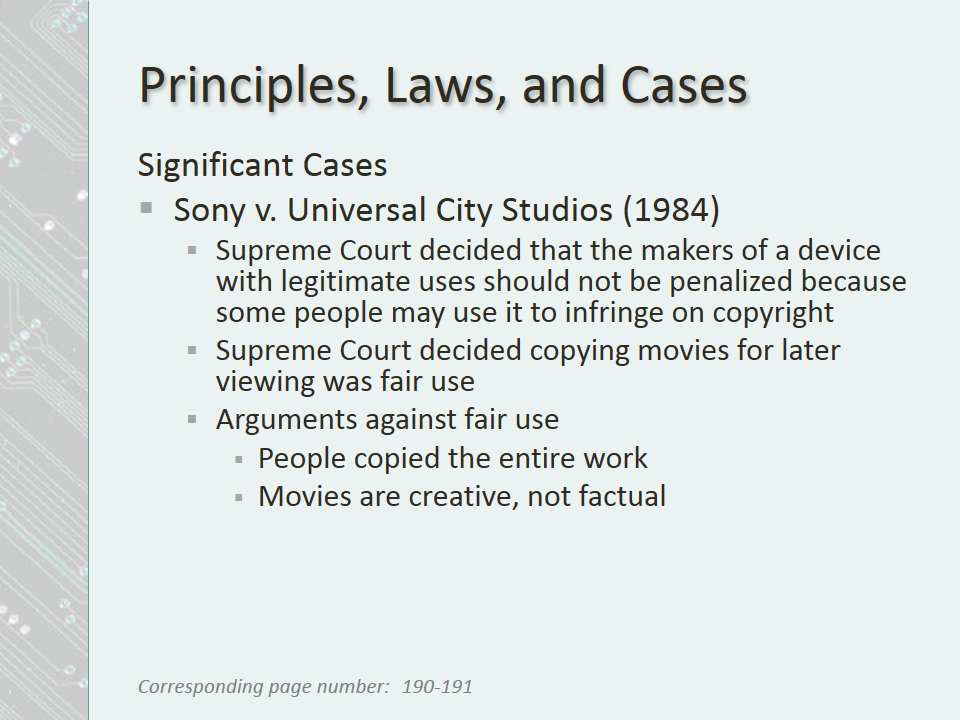 Principles, Laws, and Cases
Significant Cases
▪ Sony v. Universal City Studios (1984)
▪ Supreme Court decided that the makers of a device
with legitimate uses should not be penalized because
some people may use it to infringe on copyright
▪ Supreme Court decided copying movies for later
viewing was fair use
▪ Arguments against fair use
▪ People copied the entire work
▪ Movies are creative, not factual
Corresponding page number: 190-191